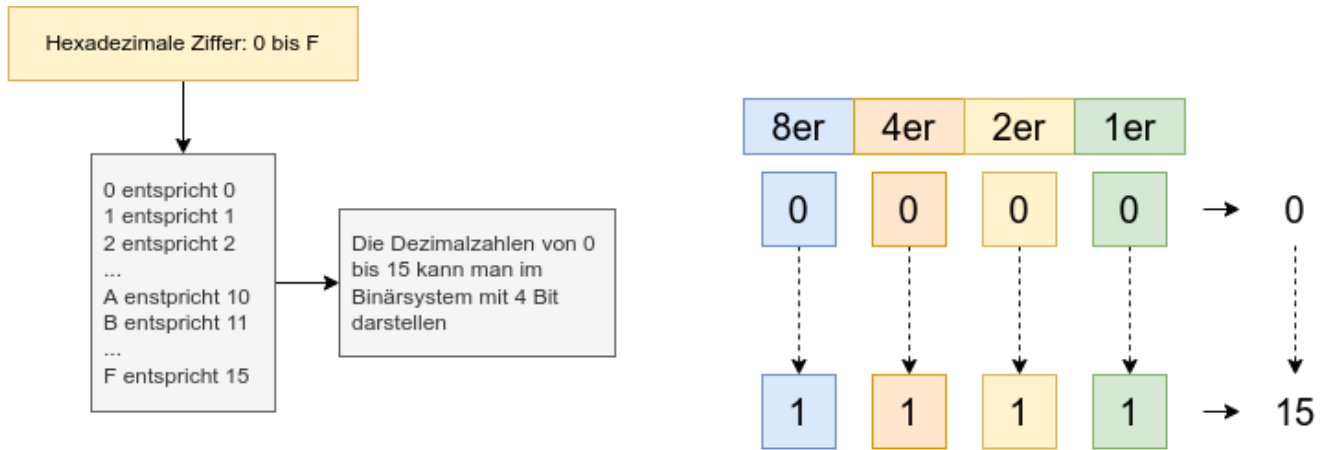 Hexadezimale Ziffer: 0 bis F
0 entspricht 0
1 entspricht 1
2 entspricht 2
...
A enstpricht 10
B entspricht 11
...
F entspricht 15
Die Dezimalzahlen von 0
bis 15 kann man im
Binärsystem mit 4 Bit
darstellen
8er 4er 2er 1er
0 0 0 0 0
1 1 1 1 15